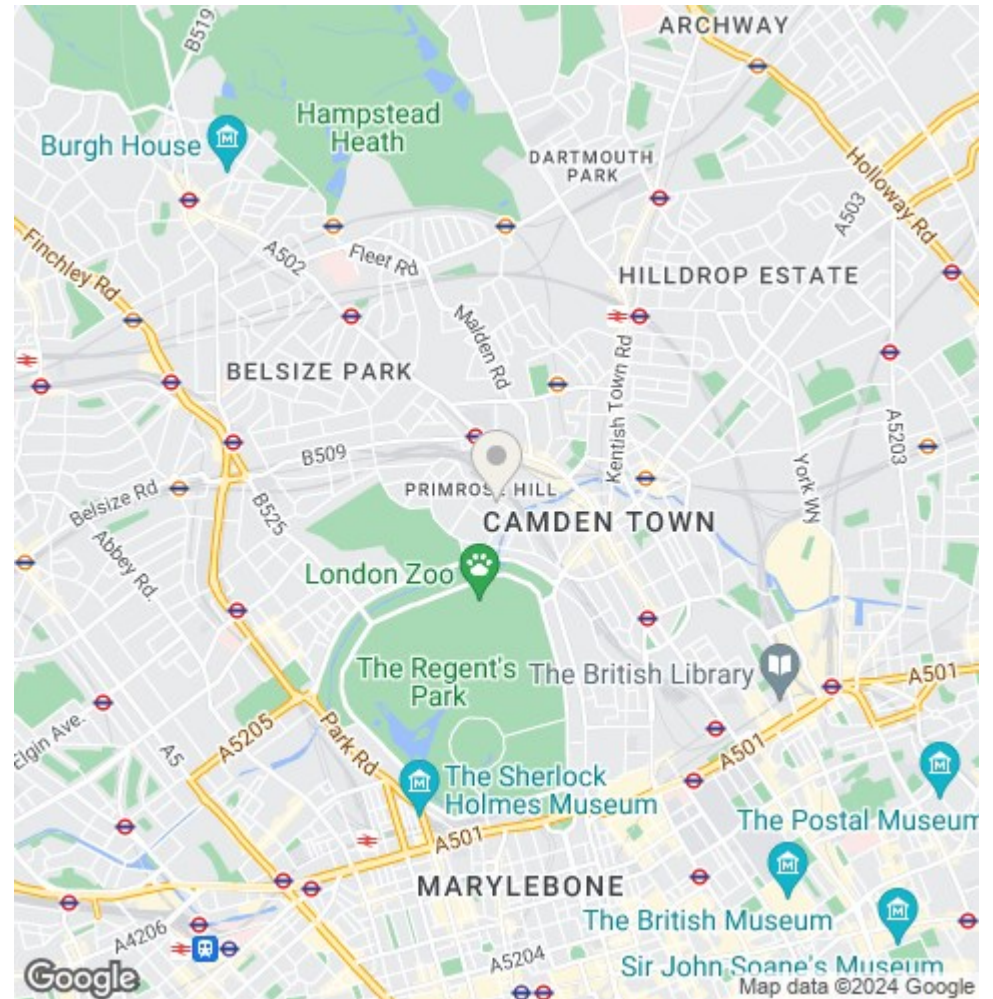 ARCHWAY
B519
Hampstead
Heath
Burgh House
DARTMOUTH
PARK
Holloway Rd
A503
Finchley Rd
A502
Fleet Rd
HILLDROP ESTATE
Malden Rd
BELSIZE PARK
Kentish Town Rd
A5203
B509
York WY
Belsize Rd
PRIMROSE HILL
B525
CAMDEN TOWN
Abbey Rd.
London Zoo
The Regent's
Park
The British Library
A501
Elgin Ave.
A5
A5205
Park Rd
A501
The Sherlock
Holmes Museum
The Postal Museum
A501
MARYLEBONE
The British Museum
A4206
A5204
Sir John Soane's Museum
Google
Map data ©2024 Google